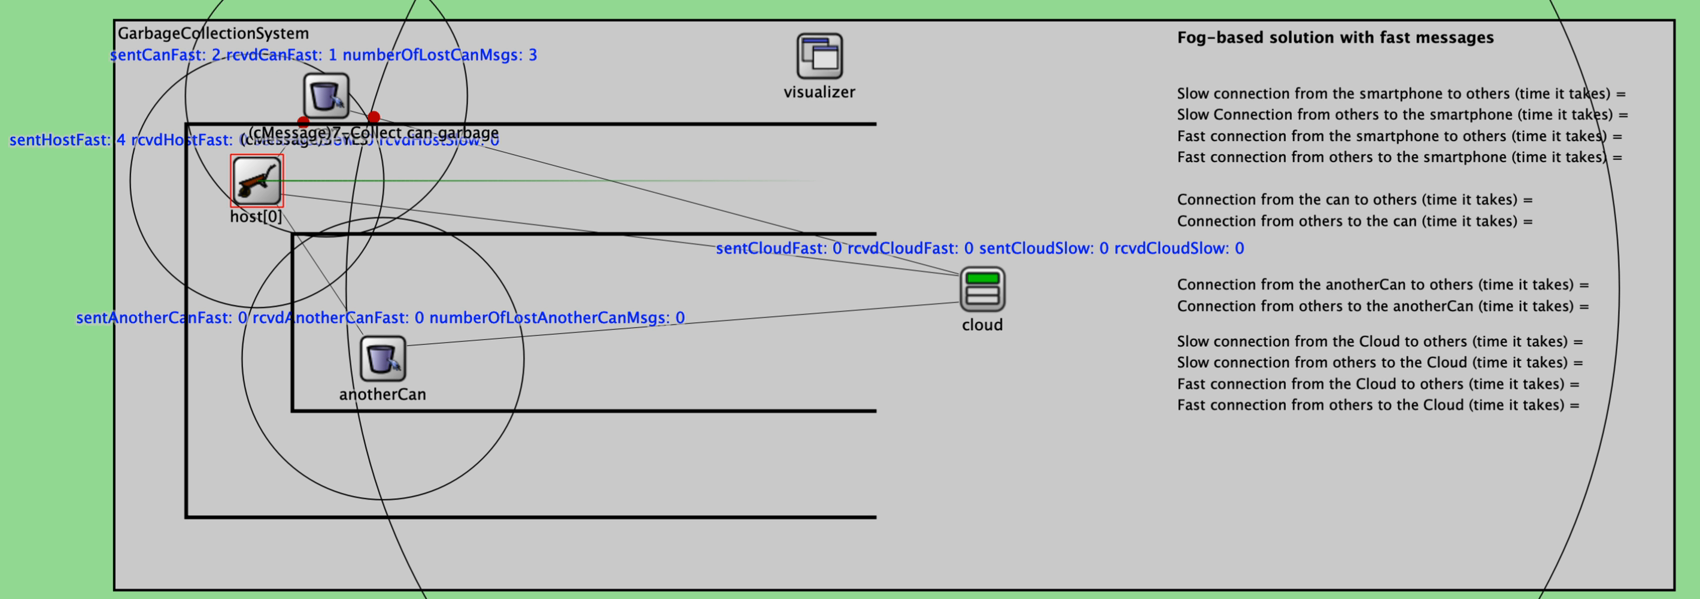 GarbageCollectionSystem
sentCanFast: 2 rcvdCanFast: 1 numberOfLostCanMsgs: 3
visualizer
(cMessage)7-Collect can garbage
sentHostFast: 4 rcvdHostFast: rcvdHostSlow: 0
host[0]
sentCloudFast: 0 rcvdCloudFast: 0 sentCloudSlow: 0 rcvdCloudSlow: 0
cloud
sentAnotherCanFast: 0 rcvdAnotherCanFast: 0 numberOfLostAnotherCanMsgs: 0
anotherCan
Fog-based solution with fast messages
Slow connection from the smartphone to others (time it takes) =
Slow Connection from others to the smartphone (time it takes) =
Fast connection from the smartphone to others (time it takes) =
Fast connection from others to the smartphone (time it takes) =
Connection from the can to others (time it takes) =
Connection from others to the can (time it takes) =
Connection from the anotherCan to others (time it takes) =
Connection from others to the anotherCan (time it takes) =
Slow connection from the Cloud to others (time it takes) =
Slow connection from others to the Cloud (time it takes) =
Fast connection from the Cloud to others (time it takes) =
Fast connection from others to the Cloud (time it takes) =